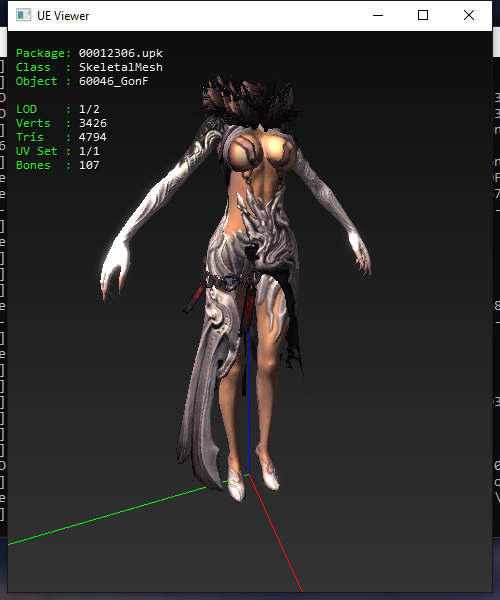 UE Viewer
Package: 00012306.upk
Class : SkeletalMesh
Object : 60046_GonF
LOD : 1/2
Verts : 3426
Tris : 4794
UV Set : 1/1
Bones : 107